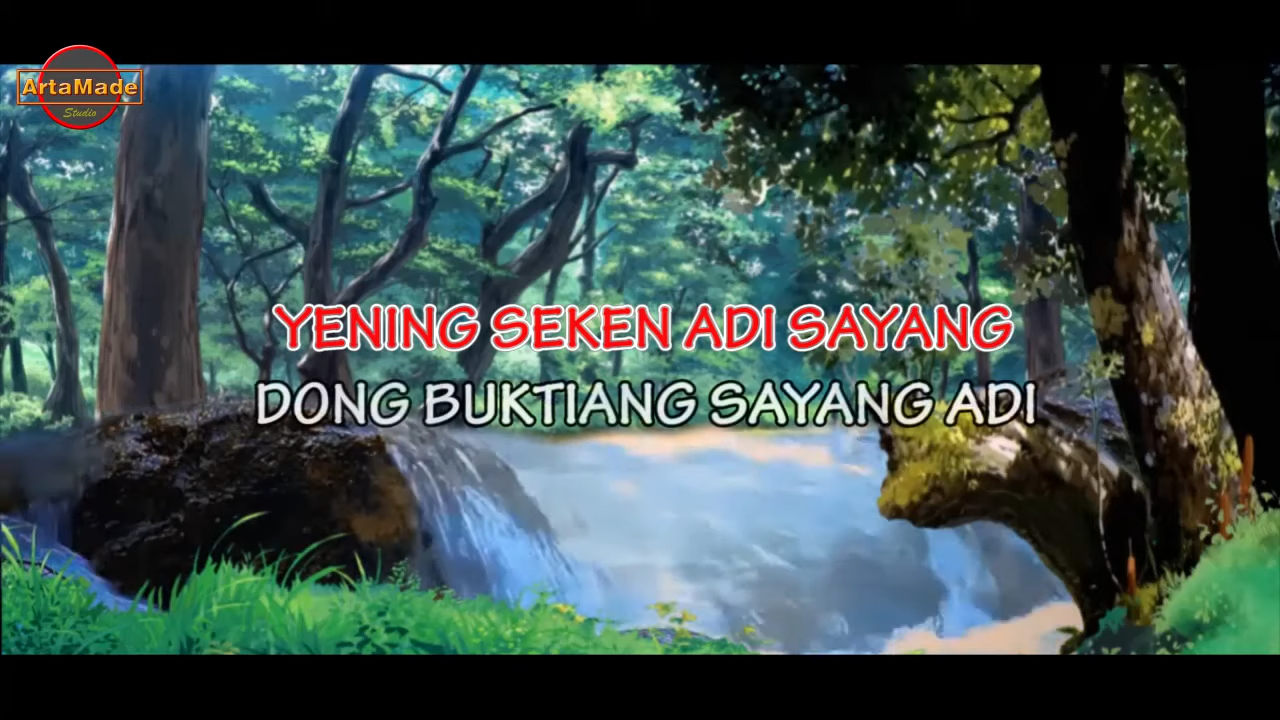 ArtaMade
Studio
YENING SEKEN ADI SAYANG
DONG BUKTIANG SAYANG ADI